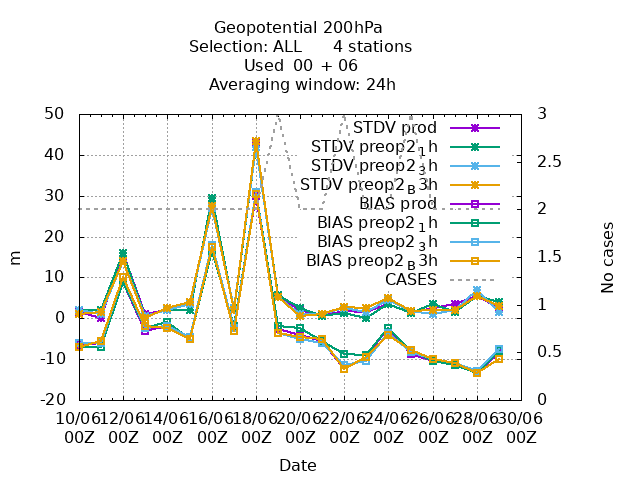 Geopotential 200hPa
Selection: ALL 4 stations
Used 00 + 06
Averaging window: 24h
50
40
30
20
10
0
-10
-20
m
3
2.5
2
1.5
1
0.5
0
No cases
STDV prod
STDV preop2_1h
STDV preop2_3h
STDV preop2_B3h
BIAS prod
BIAS preop2_1h
BIAS preop2_3h
BIAS preop2_B3h
CASES
10/06 12/06 14/06 16/06 18/06 20/06 22/06 24/06 26/06 28/06 30/06
00Z 00Z 00Z 00Z 00Z 00Z 00Z 00Z 00Z 00Z 00Z
Date